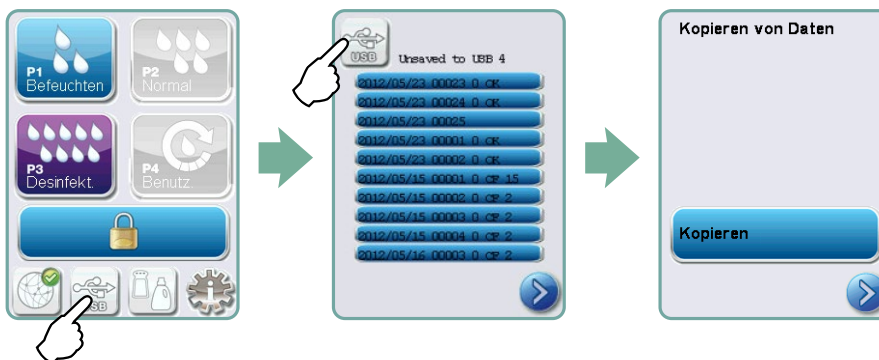 P1
Befeuchten
P2
Normal
P3
Desinfekt.
P4
Benutz.
USB
USB
Unsaved to USB 4
2012/05/23 00023 0 OK
2012/05/23 00024 0 OK
2012/05/23 00025
2012/05/23 00001 0 OK
2012/05/23 00002 0 OK
2012/05/15 00001 0 CF 15
2012/05/15 00002 0 CF 2
2012/05/15 00003 0 CF 2
2012/05/15 00004 0 CF 2
2012/05/16 00003 0 CF 2
Kopieren von Daten
Kopieren